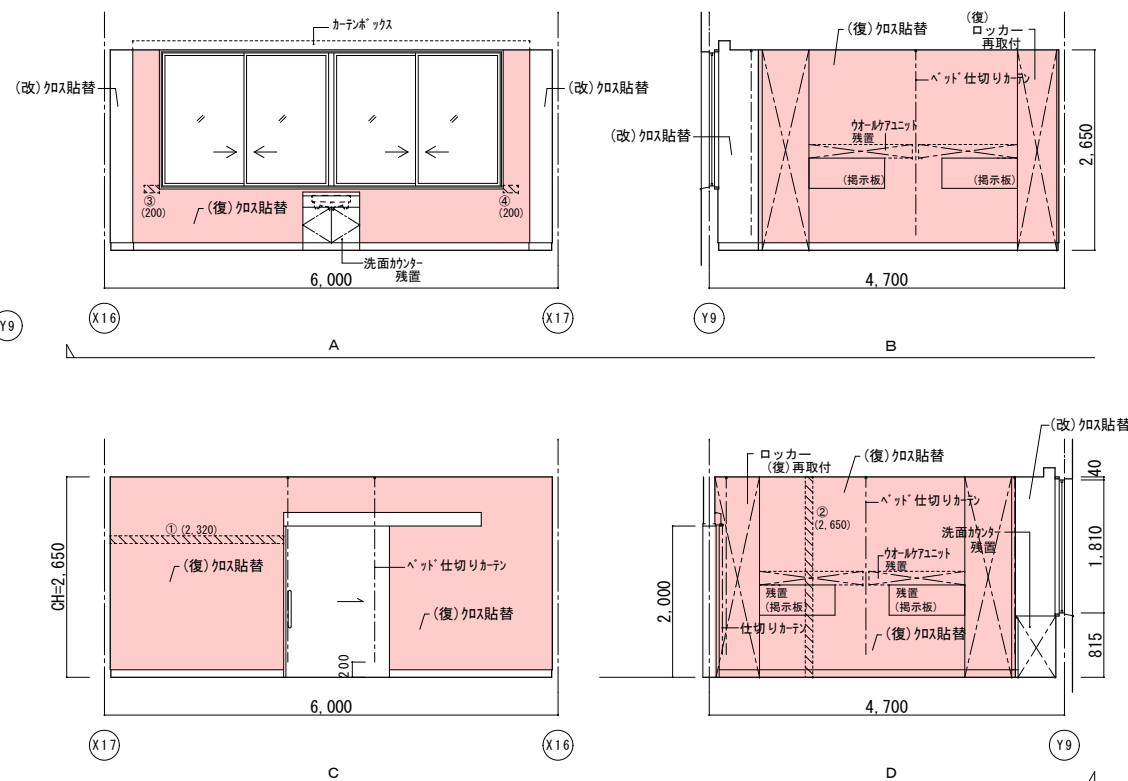 カーテンボックス
(改)クロス貼替
(改)クロス貼替
③
(200)
(復)クロス貼替
④
(200)
洗面カウンター
残置
6,000
X16
X17
A
(復)クロス貼替
(復)
ロッカー
再取付
ベッド仕切りカーテン
(改)クロス貼替
ウオールケアユニット
残置
(掲示板)
(掲示板)
2,650
4,700
Y9
Y9
B
①(2,320)
(復)クロス貼替
ベッド仕切りカーテン
(復)クロス貼替
CH=2,650
200
6,000
X17
X16
C
ロッカー
(復)再取付
(復)クロス貼替
(改)クロス貼替
ベッド仕切りカーテン
②
(2,650)
洗面カウンター
残置
ウオールケアユニット
残置
残置
(掲示板)
残置
(掲示板)
仕切りカーテン
(復)クロス貼替
2,000
40
1,810
815
4,700
Y9
D